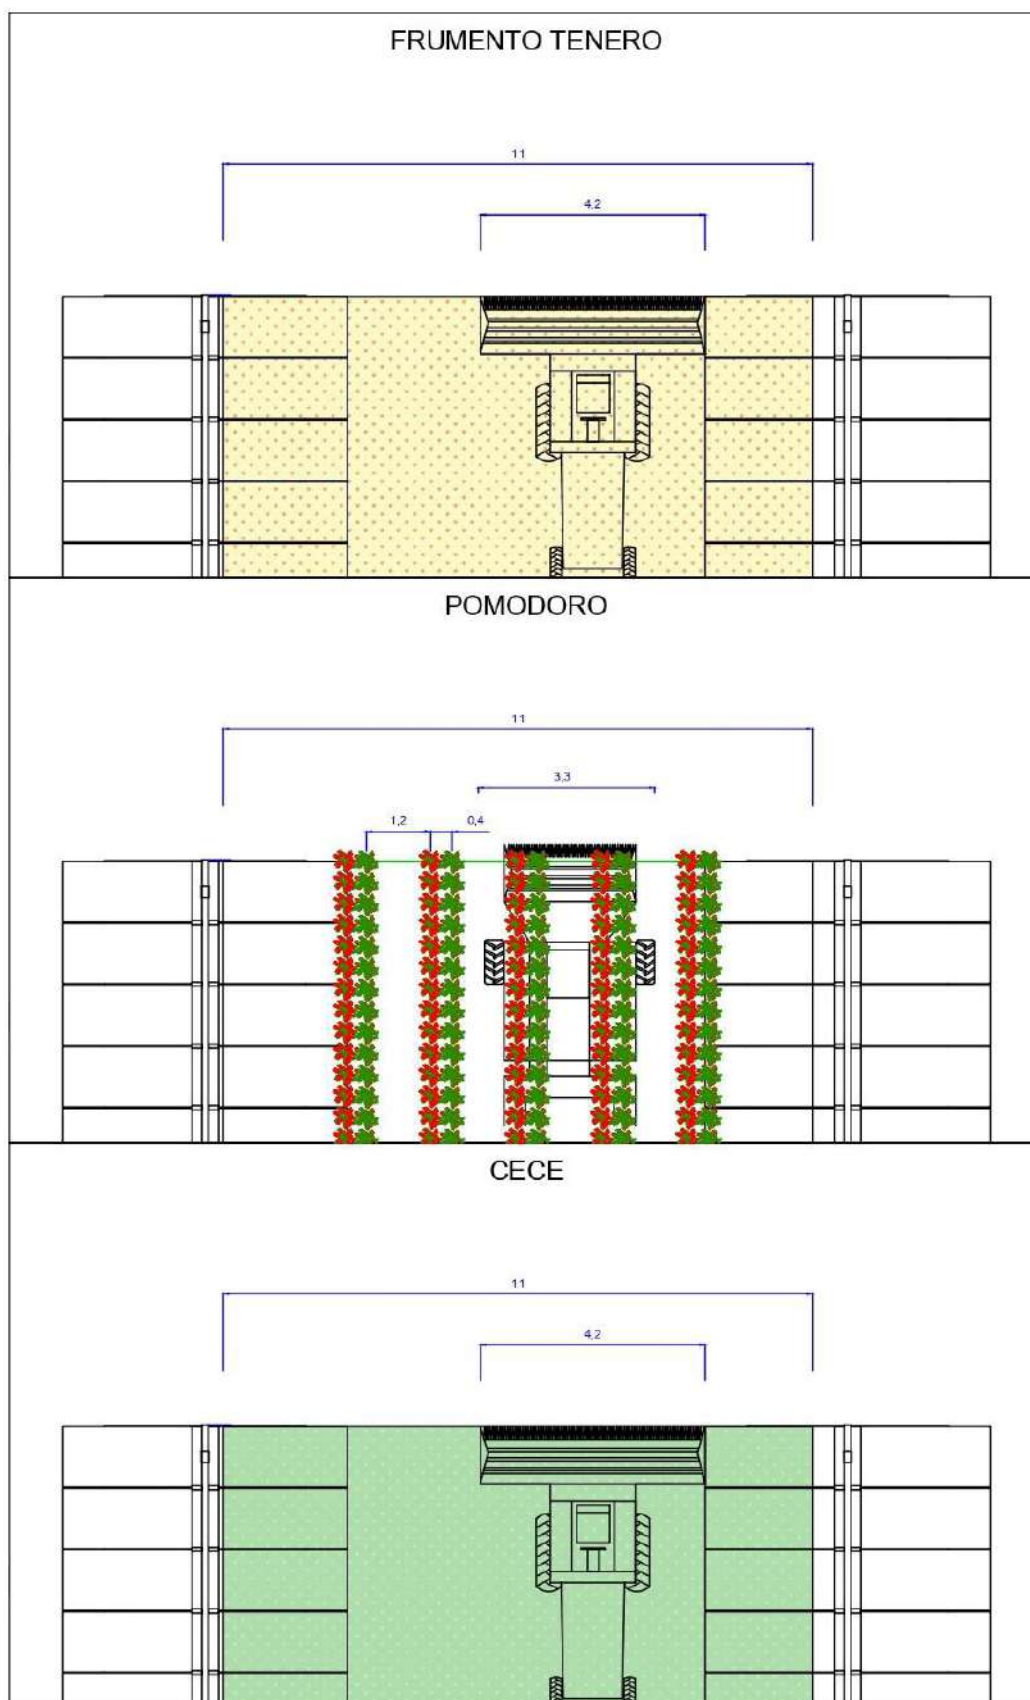 FRUMENTO TENERO
11
4,2
POMODORO
11
3,3
1,2
0,4
CECE
11
4,2